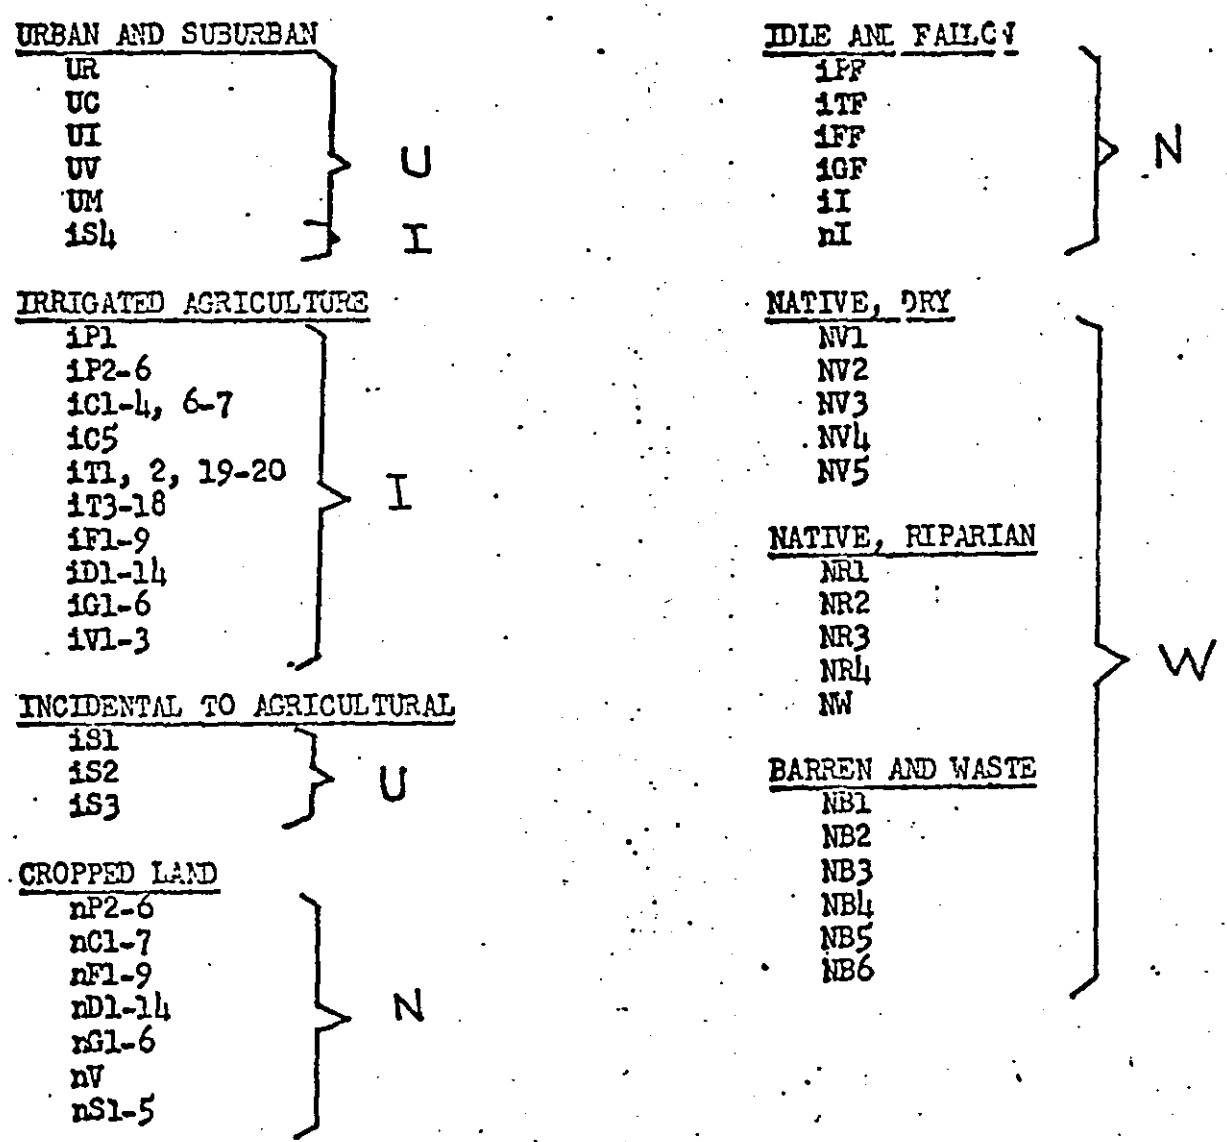 URBAN AND SUBURBAN
UR
UC
UI
UV
UM
iS4
U
I
IRRIGATED AGRICULTURE
iP1
iP2-6
iC1-4, 6-7
iC5
iT1, 2, 19-20
iT3-18
iF1-9
iD1-14
iG1-6
iV1-3
I
INCIDENTAL TO AGRICULTURAL
iS1
iS2
iS3
U
CROPPED LAND
nP2-6
nC1-7
nF1-9
nD1-14
nG1-6
nV
nS1-5
N
IDLE AND FALLOW
iPF
iTF
iFF
iGF
iI
nI
N
NATIVE, DRY
NV1
NV2
NV3
NV4
NV5
NATIVE, RIPARIAN
NR1
NR2
NR3
NR4
NW
BARREN AND WASTE
NB1
NB2
NB3
NB4
NB5
NB6
W